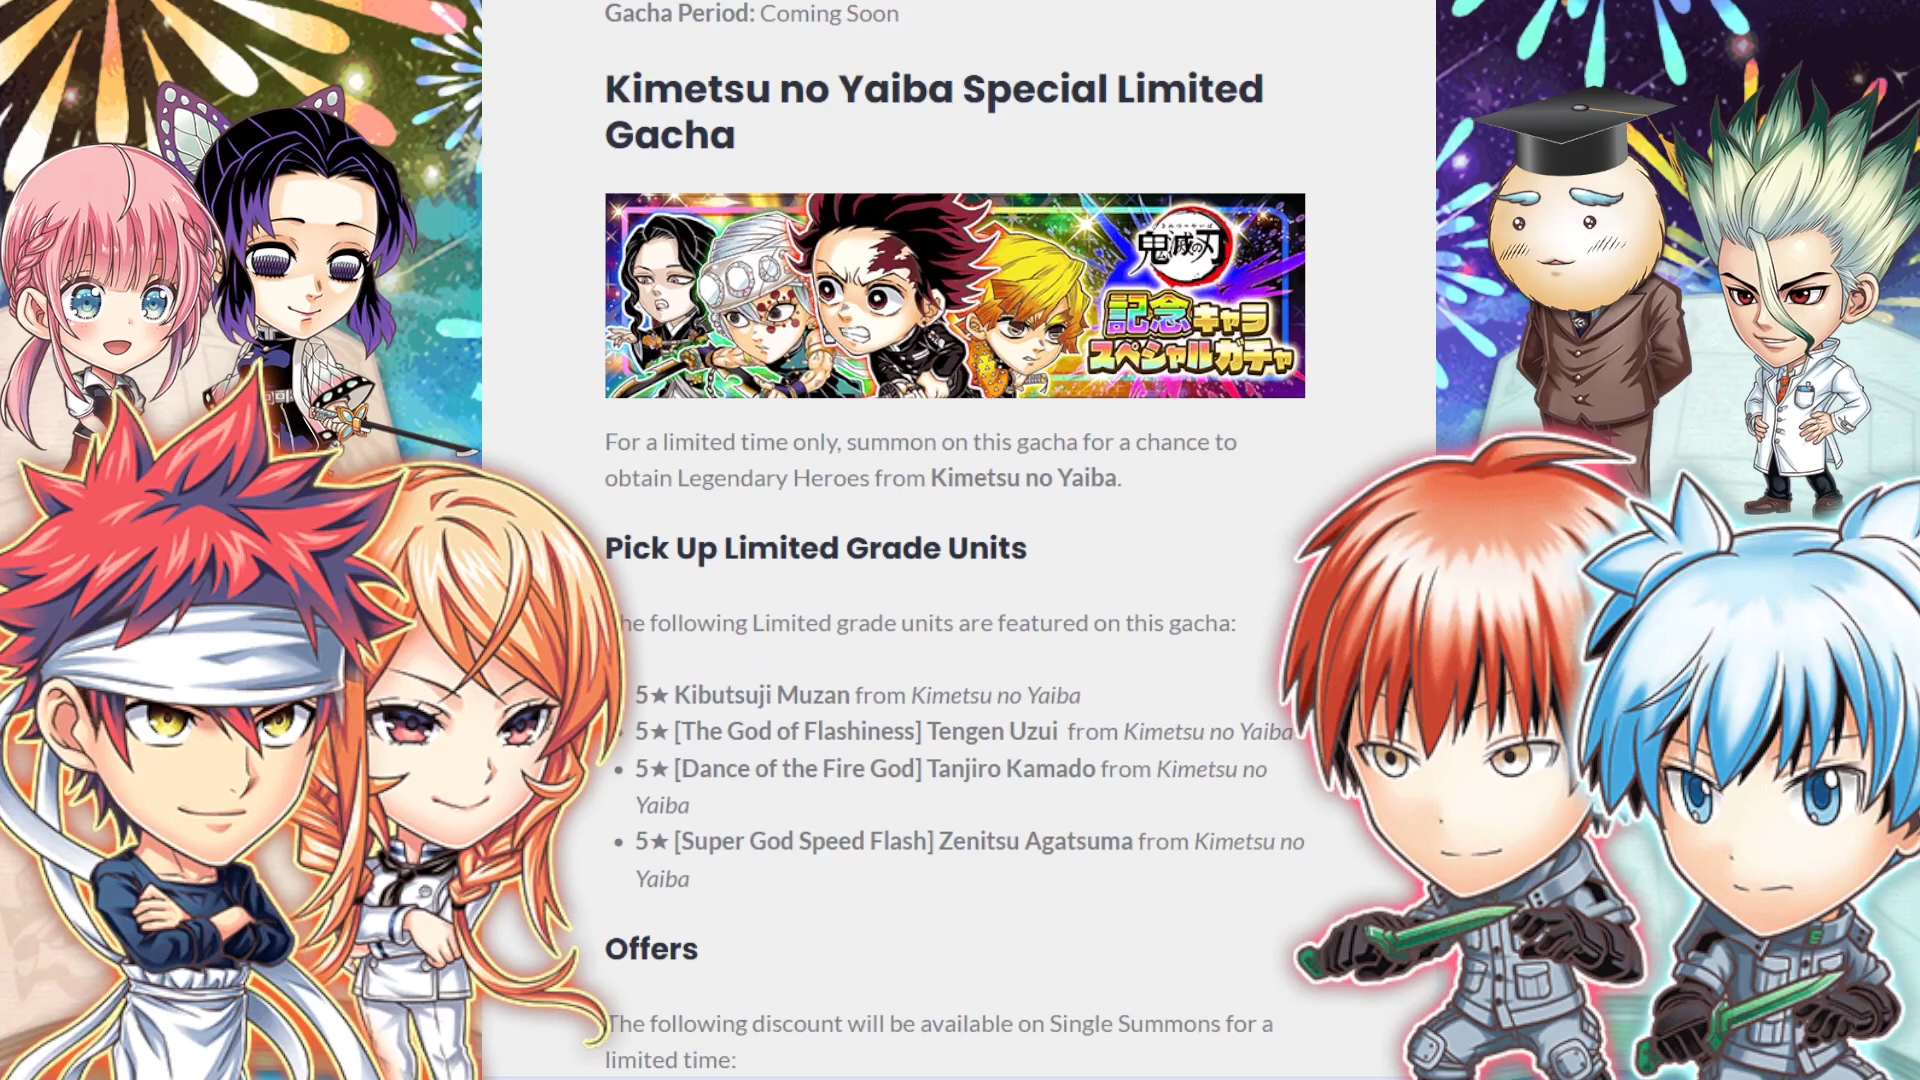 Gacha Period: Coming Soon
Kimetsu no Yaiba Special Limited
Gacha
鬼滅の刃
記念キャラ
スペシャルガチャ
For a limited time only, summon on this gacha for a chance to
obtain Legendary Heroes from Kimetsu no Yaiba.
Pick Up Limited Grade Units
he following Limited grade units are featured on this gacha:
5★ Kibutsuji Muzan from Kimetsu no Yaiba
5★ [The God of Flashiness] Tengen Uzui from Kimetsu no Yaiba
• 5★ [Dance of the Fire God] Tanjiro Kamado from Kimetsu no
Yaiba
• 5★ [Super God Speed Flash] Zenitsu Agatsuma from Kimetsu no
Yaiba
Offers
The following discount will be available on Single Summons for a
limited time: